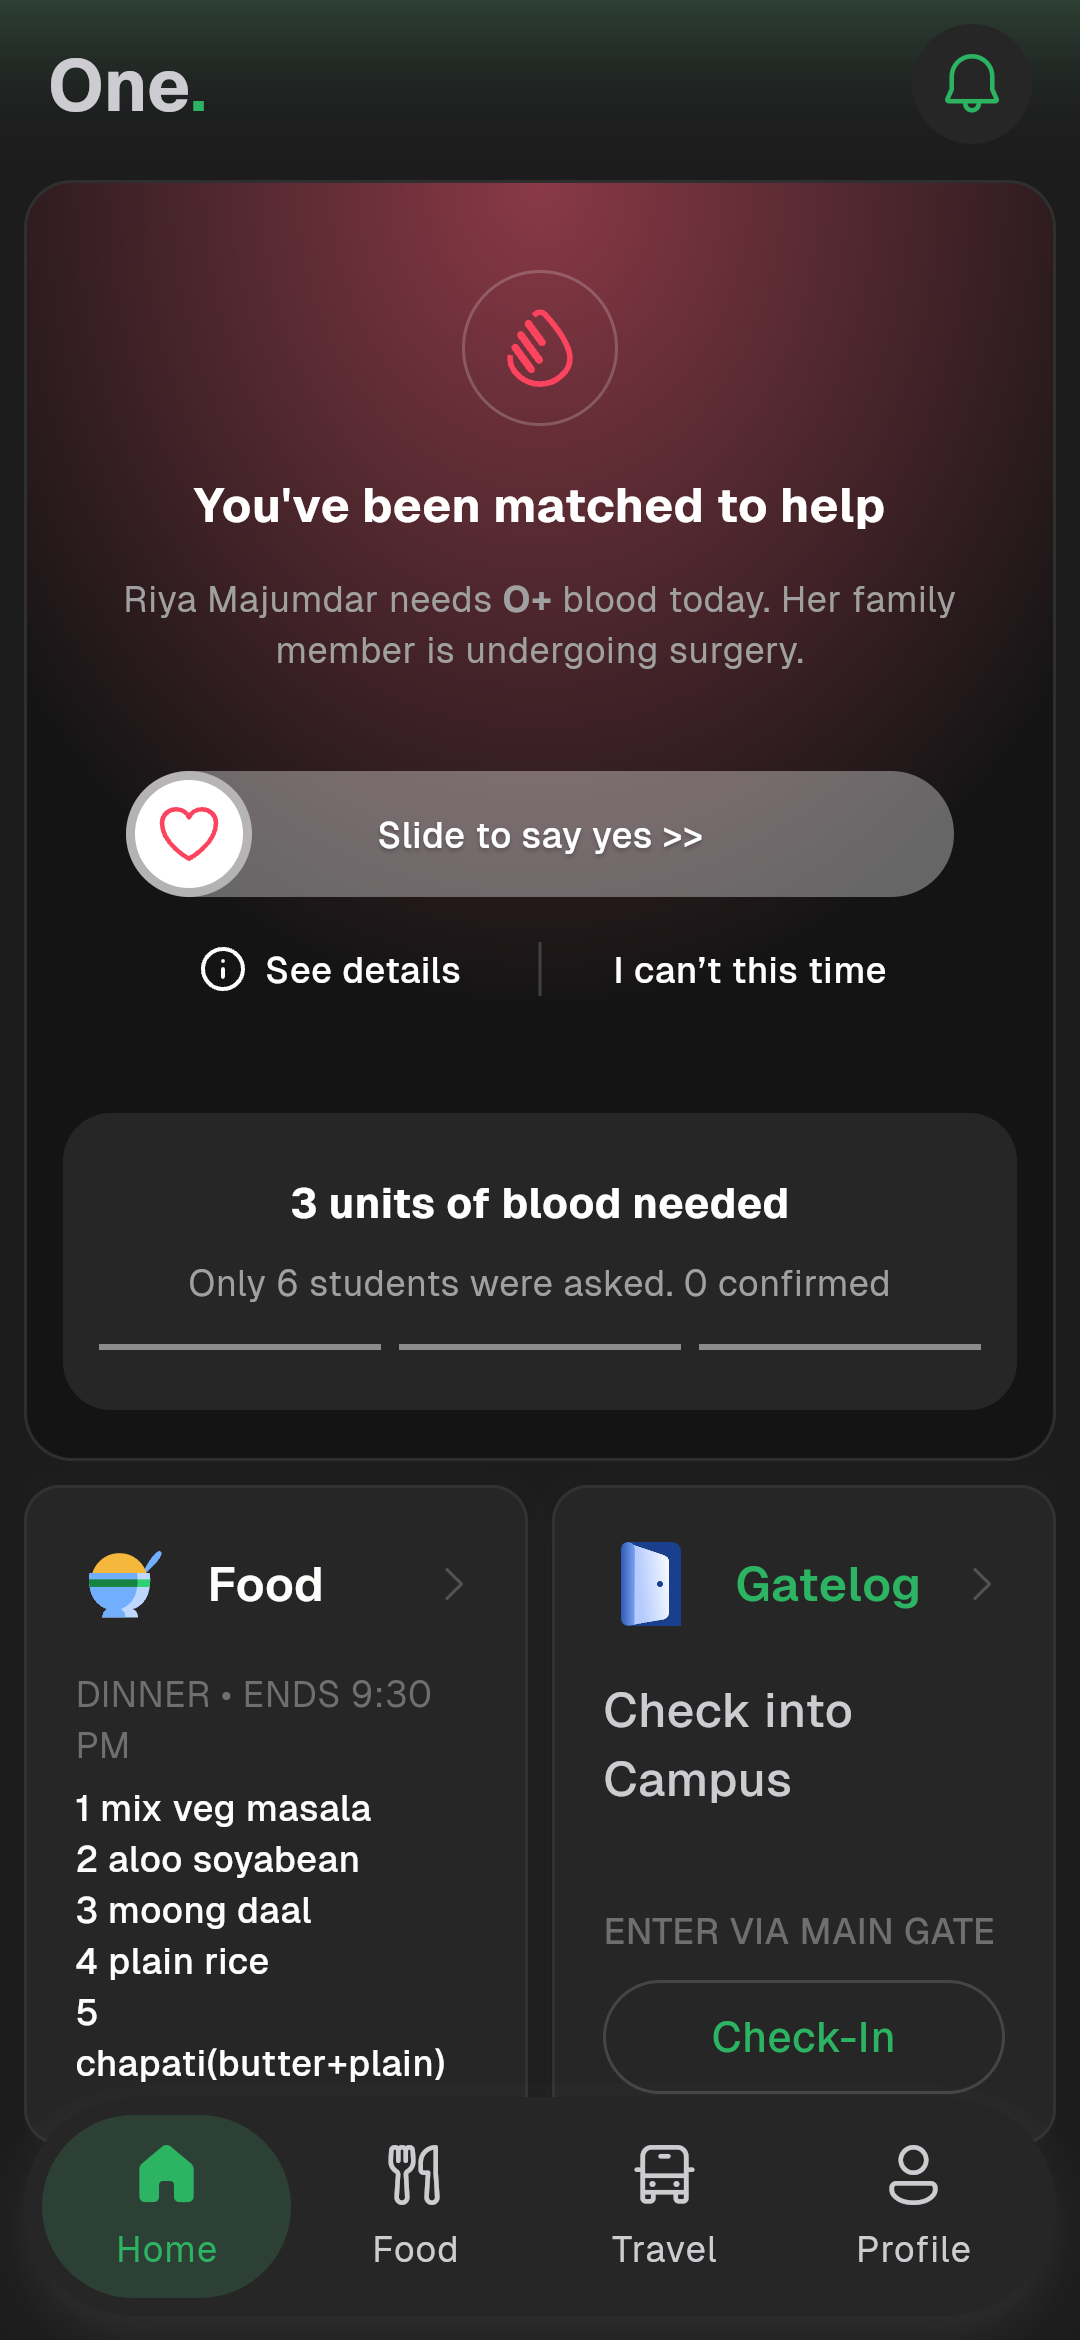 One.
You've been matched to help
Riya Majumdar needs O+ blood today. Her family
member is undergoing surgery.
Slide to say yes >>
See details
I can’t this time
3 units of blood needed
Only 6 students were asked. 0 confirmed
Food
DINNER • ENDS 9:30
PM
1 mix veg masala
2 aloo soyabean
3 moong daal
4 plain rice
5
chapati(butter+plain)
Gatelog
Check into
Campus
ENTER VIA MAIN GATE
Check-In
Home
Food
Travel
Profile